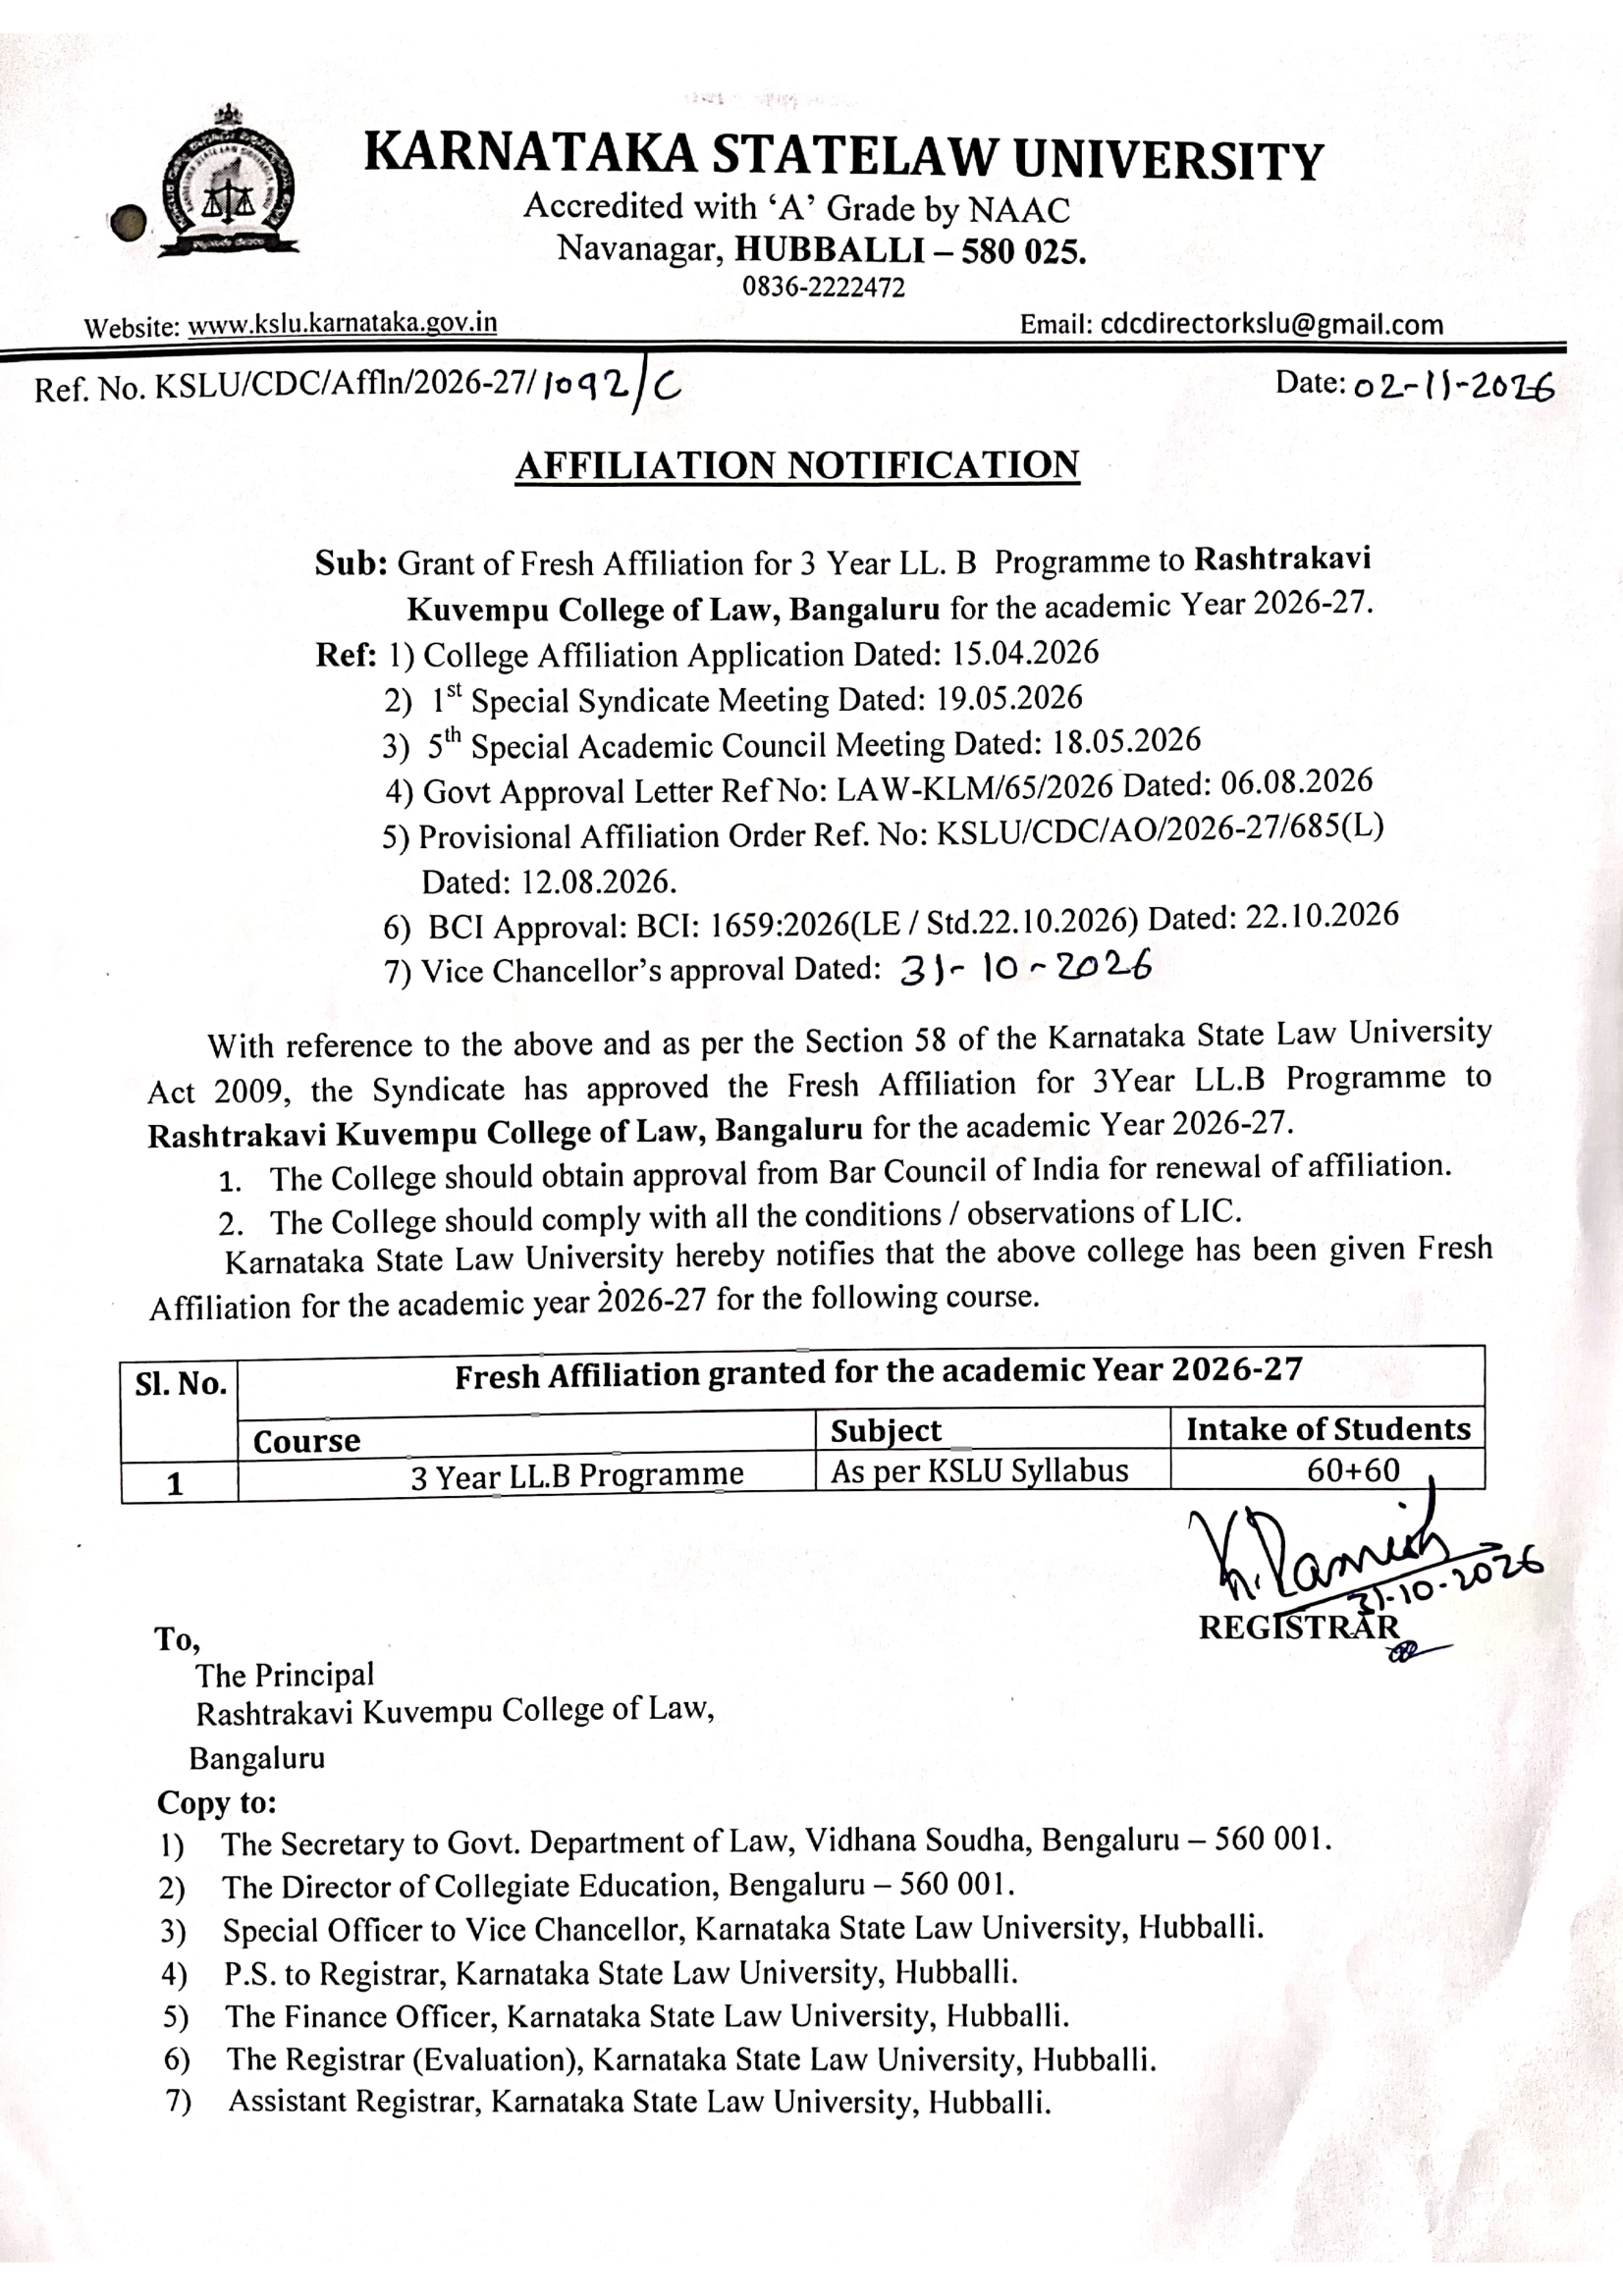 KARNATAKA STATELAW UNIVERSITY
Accredited with ‘A’ Grade by NAAC
Navanagar, HUBBALLI – 580 025.
0836-2222472
Website: www.kslu.karnataka.gov.in Email: cdcdirectorkslu@gmail.com
Ref. No. KSLU/CDC/Affln/2026-27/1092/C Date: 02-11-2026
AFFILIATION NOTIFICATION
Sub: Grant of Fresh Affiliation for 3 Year LL. B Programme to Rashtrakavi
Kuvempu College of Law, Bangaluru for the academic Year 2026-27.
Ref: 1) College Affiliation Application Dated: 15.04.2026
2) 1st Special Syndicate Meeting Dated: 19.05.2026
3) 5th Special Academic Council Meeting Dated: 18.05.2026
4) Govt Approval Letter Ref No: LAW-KLM/65/2026 Dated: 06.08.2026
5) Provisional Affiliation Order Ref. No: KSLU/CDC/AO/2026-27/685(L)
Dated: 12.08.2026.
6) BCI Approval: BCI: 1659:2026(LE / Std.22.10.2026) Dated: 22.10.2026
7) Vice Chancellor’s approval Dated: 31-10-2026
With reference to the above and as per the Section 58 of the Karnataka State Law University
Act 2009, the Syndicate has approved the Fresh Affiliation for 3Year LL.B Programme to
Rashtrakavi Kuvempu College of Law, Bangaluru for the academic Year 2026-27.
1. The College should obtain approval from Bar Council of India for renewal of affiliation.
2. The College should comply with all the conditions / observations of LIC.
Karnataka State Law University hereby notifies that the above college has been given Fresh
Affiliation for the academic year 2026-27 for the following course.
Sl. No. Fresh Affiliation granted for the academic Year 2026-27
Course Subject Intake of Students
1 3 Year LL.B Programme As per KSLU Syllabus 60+60
K. Ramesh
31-10-2026
REGISTRAR
To,
The Principal
Rashtrakavi Kuvempu College of Law,
Bangaluru
Copy to:
1) The Secretary to Govt. Department of Law, Vidhana Soudha, Bengaluru – 560 001.
2) The Director of Collegiate Education, Bengaluru – 560 001.
3) Special Officer to Vice Chancellor, Karnataka State Law University, Hubballi.
4) P.S. to Registrar, Karnataka State Law University, Hubballi.
5) The Finance Officer, Karnataka State Law University, Hubballi.
6) The Registrar (Evaluation), Karnataka State Law University, Hubballi.
7) Assistant Registrar, Karnataka State Law University, Hubballi.